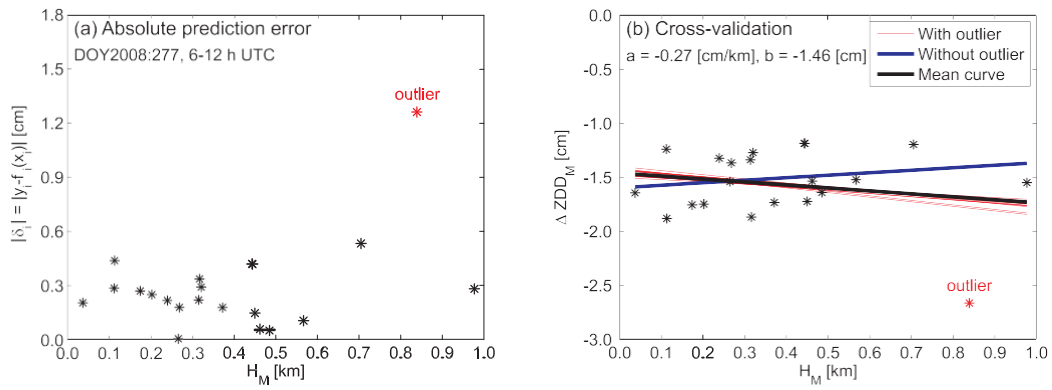 (a) Absolute prediction error
DOY2008:277, 6-12 h UTC
outlier
|δᵢ| = |yᵢ-fᵢ(xᵢ)| [cm]
1.8
1.5
1.2
0.9
0.6
0.3
0.0
0.0 0.1 0.2 0.3 0.4 0.5 0.6 0.7 0.8 0.9 1.0
H_M [km]
(b) Cross-validation
a = -0.27 [cm/km], b = -1.46 [cm]
With outlier
Without outlier
Mean curve
outlier
Δ ZDD_M [cm]
0.0
-0.5
-1.0
-1.5
-2.0
-2.5
-3.0
0.0 0.1 0.2 0.3 0.4 0.5 0.6 0.7 0.8 0.9 1.0
H_M [km]